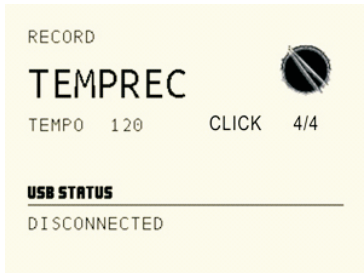 RECORD
TEMPREC
TEMPO 120 CLICK 4/4
USB STATUS
DISCONNECTED